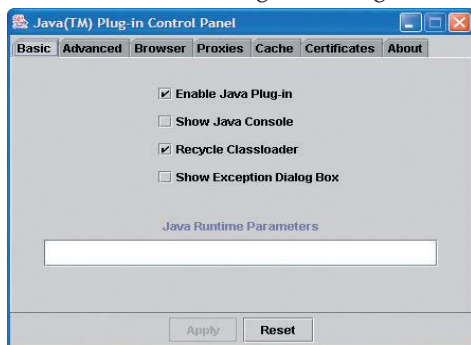 Java(TM) Plug-in Control Panel
Basic Advanced Browser Proxies Cache Certificates About
Enable Java Plug-in
Show Java Console
Recycle Classloader
Show Exception Dialog Box
Java Runtime Parameters
Apply Reset